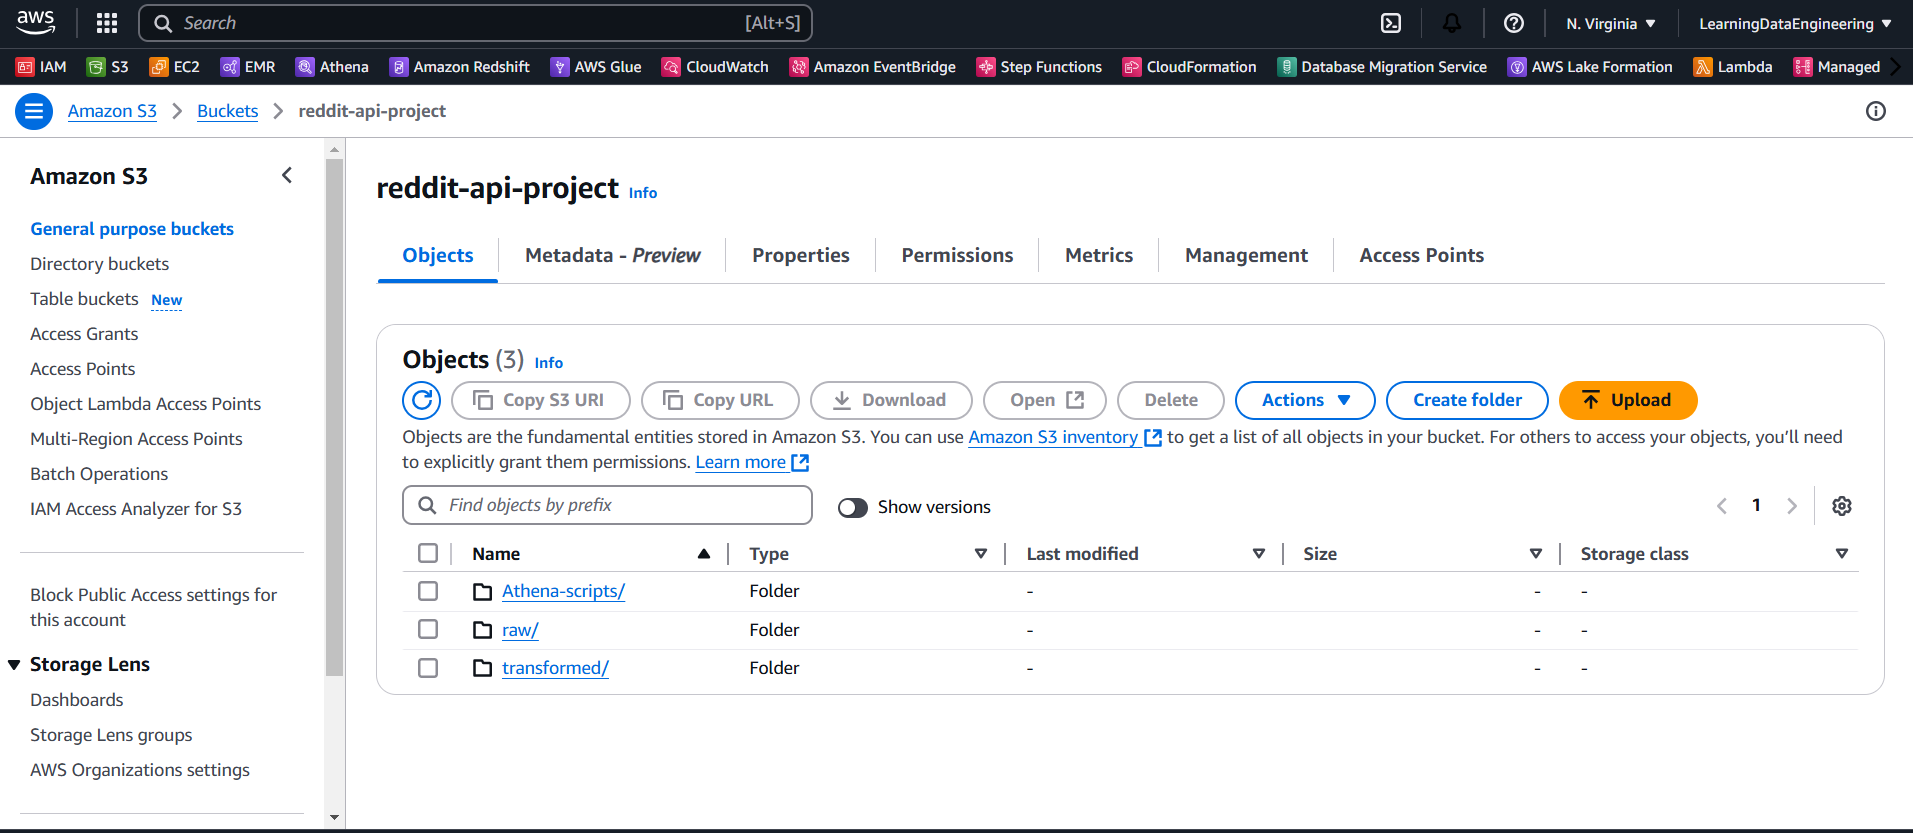 aws Search [Alt+S] N. Virginia LearningDataEngineering
IAM S3 EC2 EMR Athena Amazon Redshift AWS Glue CloudWatch Amazon EventBridge Step Functions CloudFormation Database Migration Service AWS Lake Formation Lambda Managed
Amazon S3 Buckets reddit-api-project
Amazon S3
General purpose buckets
Directory buckets
Table buckets New
Access Grants
Access Points
Object Lambda Access Points
Multi-Region Access Points
Batch Operations
IAM Access Analyzer for S3
Block Public Access settings for
this account
Storage Lens
Dashboards
Storage Lens groups
AWS Organizations settings
reddit-api-project Info
Objects Metadata - Preview Properties Permissions Metrics Management Access Points
Objects (3) Info
Copy S3 URI Copy URL Download Open Delete Actions Create folder Upload
Objects are the fundamental entities stored in Amazon S3. You can use Amazon S3 inventory to get a list of all objects in your bucket. For others to access your objects, you’ll need
to explicitly grant them permissions. Learn more
Find objects by prefix Show versions 1
Name Type Last modified Size Storage class
Athena-scripts/ Folder - - -
raw/ Folder - - -
transformed/ Folder - - -